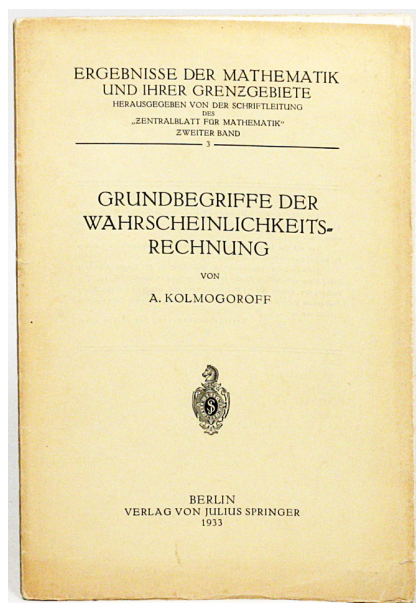 ERGEBNISSE DER MATHEMATIK
UND IHRER GRENZGEBIETE
HERAUSGEGEBEN VON DER SCHRIFTLEITUNG
DES
„ZENTRALBLATT FÜR MATHEMATIK“
ZWEITER BAND
3
GRUNDBEGRIFFE DER
WAHRSCHEINLICHKEITS-
RECHNUNG
VON
A. KOLMOGOROFF
BERLIN
VERLAG VON JULIUS SPRINGER
1933